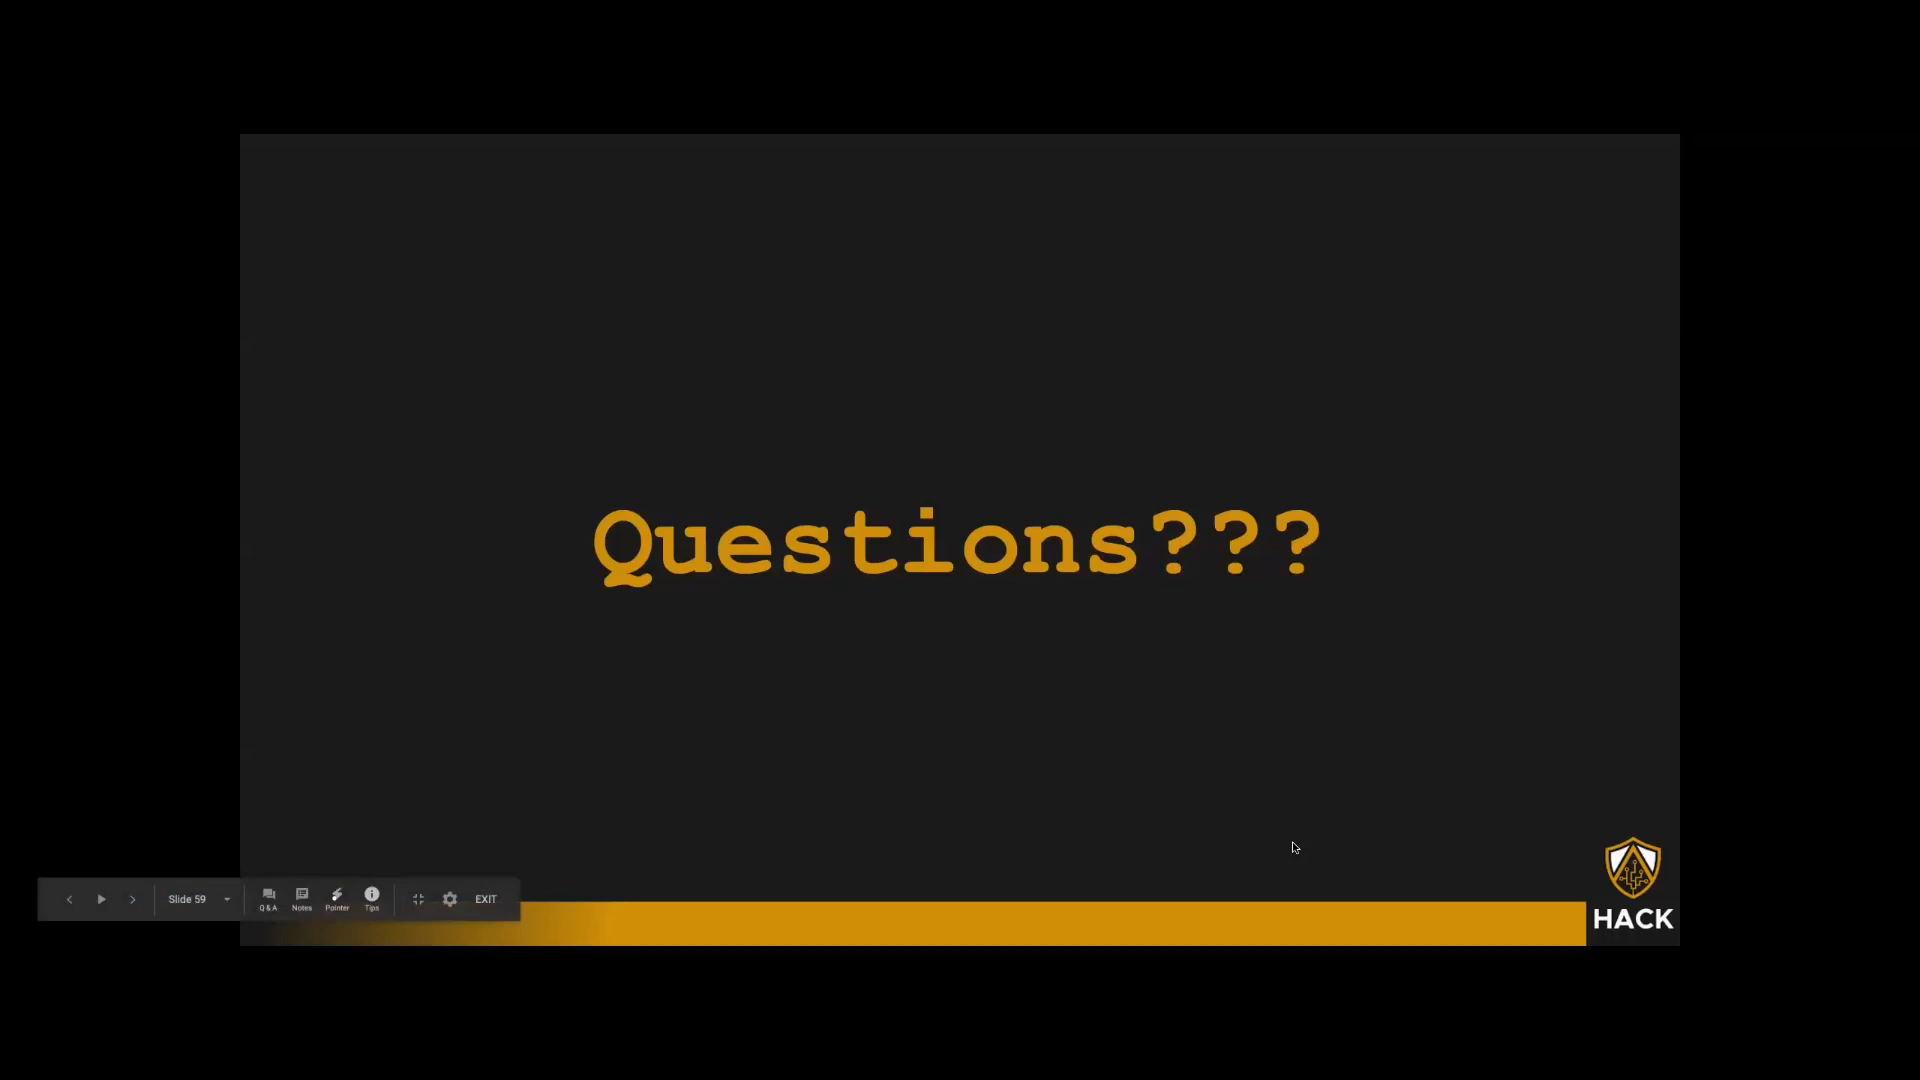 Questions???
Slide 59
Q & A
Notes
Pointer
Tips
EXIT
HACK